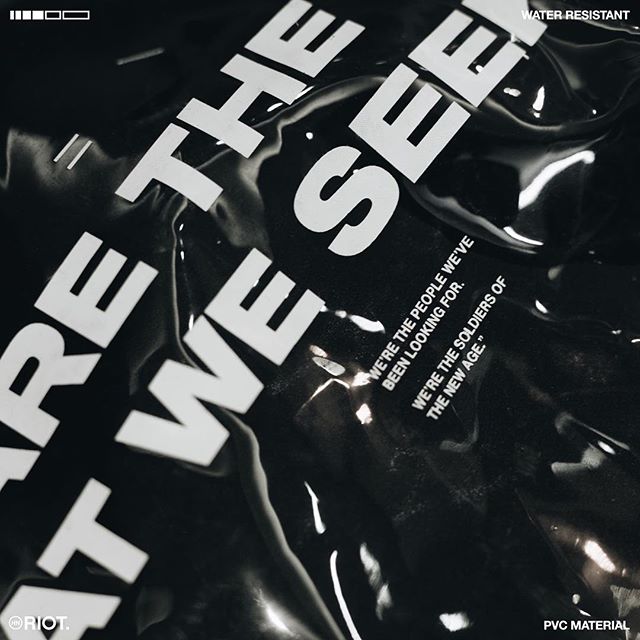 WATER RESISTANT
ARE THE
AT WE SEE
WE'RE THE PEOPLE WE'VE
BEEN LOOKING FOR.
WE'RE THE SOLDIERS OF
THE NEW AGE."
RIOT.
PVC MATERIAL